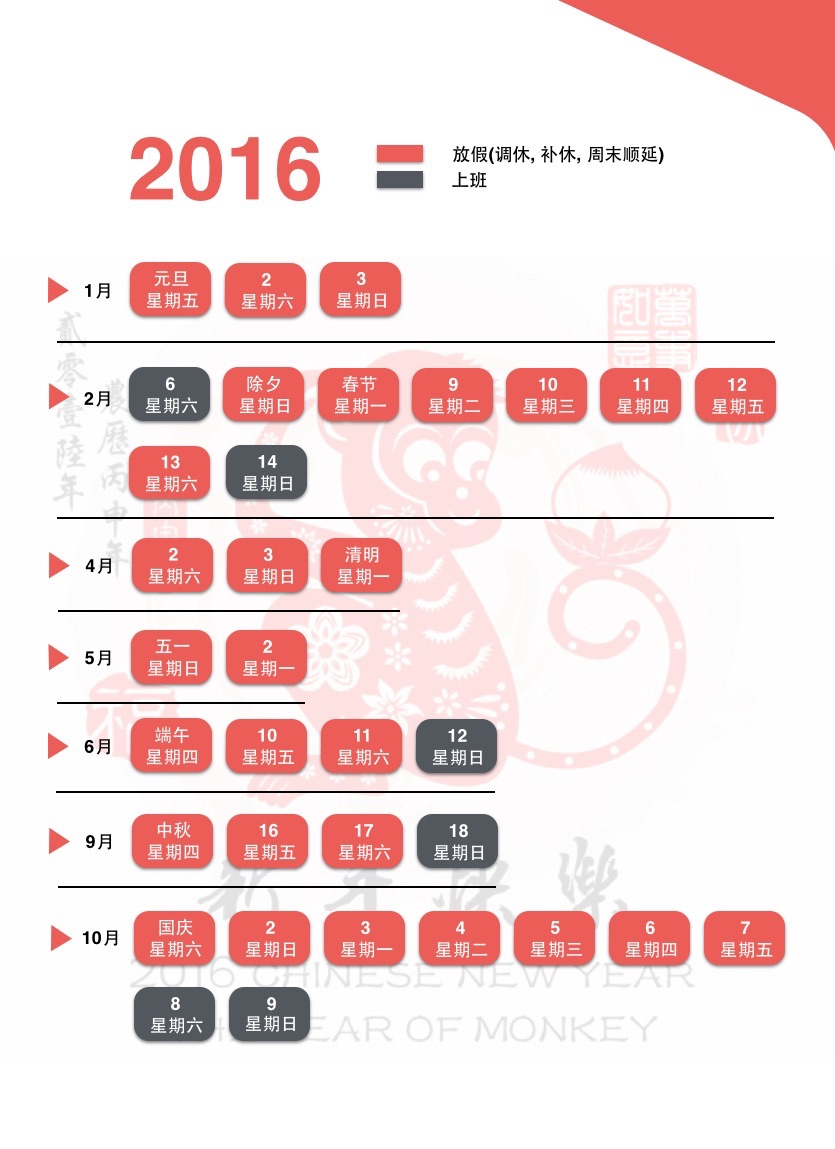 2016
放假(调休, 补休, 周末顺延)
上班
1月
元旦
星期五
2
星期六
3
星期日
2月
6
星期六
除夕
星期日
春节
星期一
9
星期二
10
星期三
11
星期四
12
星期五
13
星期六
14
星期日
4月
2
星期六
3
星期日
清明
星期一
5月
五一
星期日
2
星期一
6月
端午
星期四
10
星期五
11
星期六
12
星期日
9月
中秋
星期四
16
星期五
17
星期六
18
星期日
10月
国庆
星期六
2
星期日
3
星期一
4
星期二
5
星期三
6
星期四
7
星期五
8
星期六
9
星期日
貳零壹陸年
農歷丙申年
萬事如意
福
新年快樂
2016 CHINESE NEW YEAR
YEAR OF MONKEY